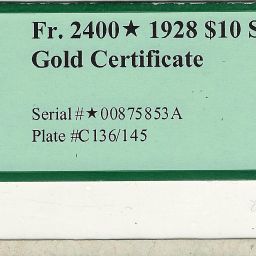 Fr. 2400★ 1928 $10 S
Gold Certificate
Serial #★00875853A
Plate #C136/145